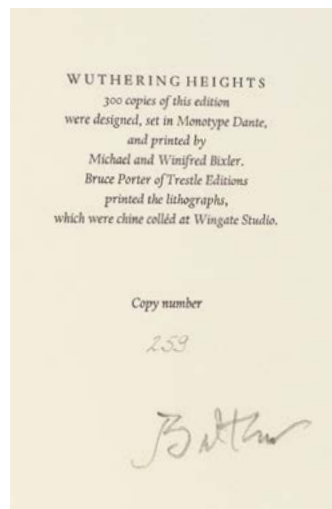 WUTHERING HEIGHTS
300 copies of this edition
were designed, set in Monotype Dante,
and printed by
Michael and Winifred Bixler.
Bruce Porter of Trestle Editions
printed the lithographs,
which were chine colléd at Wingate Studio.
Copy number
259